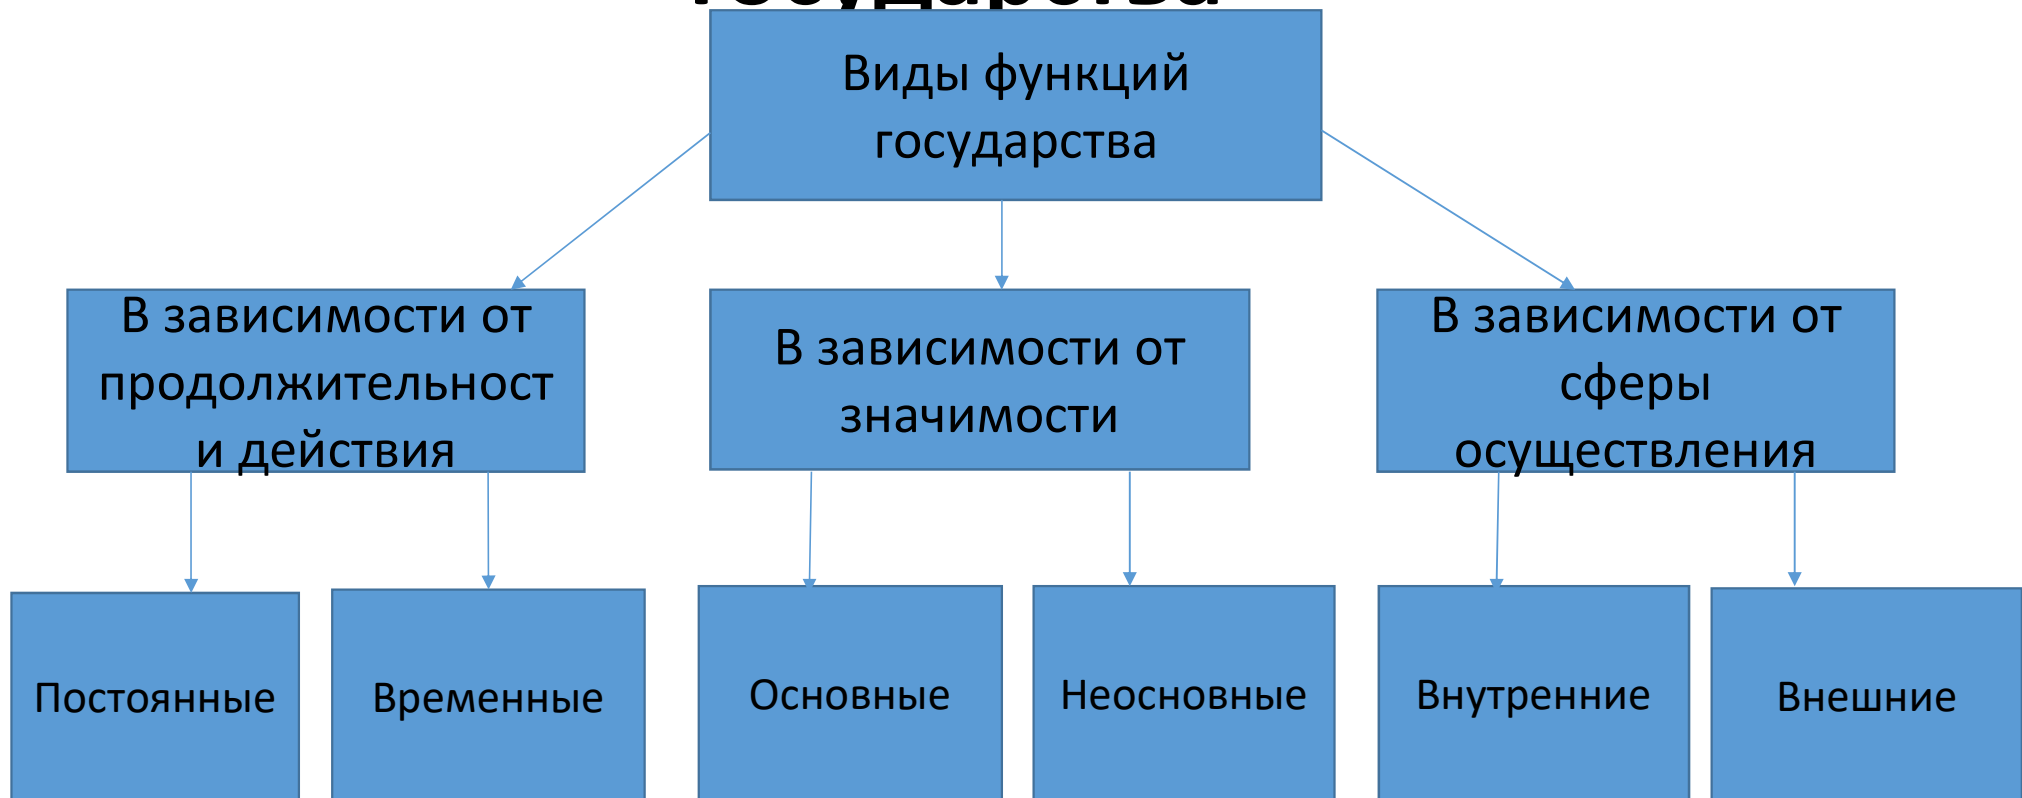 государства
Виды функций
государства
В зависимости от
продолжительност
и действия
В зависимости от
значимости
В зависимости от
сферы
осуществления
Постоянные
Временные
Основные
Неосновные
Внутренние
Внешние